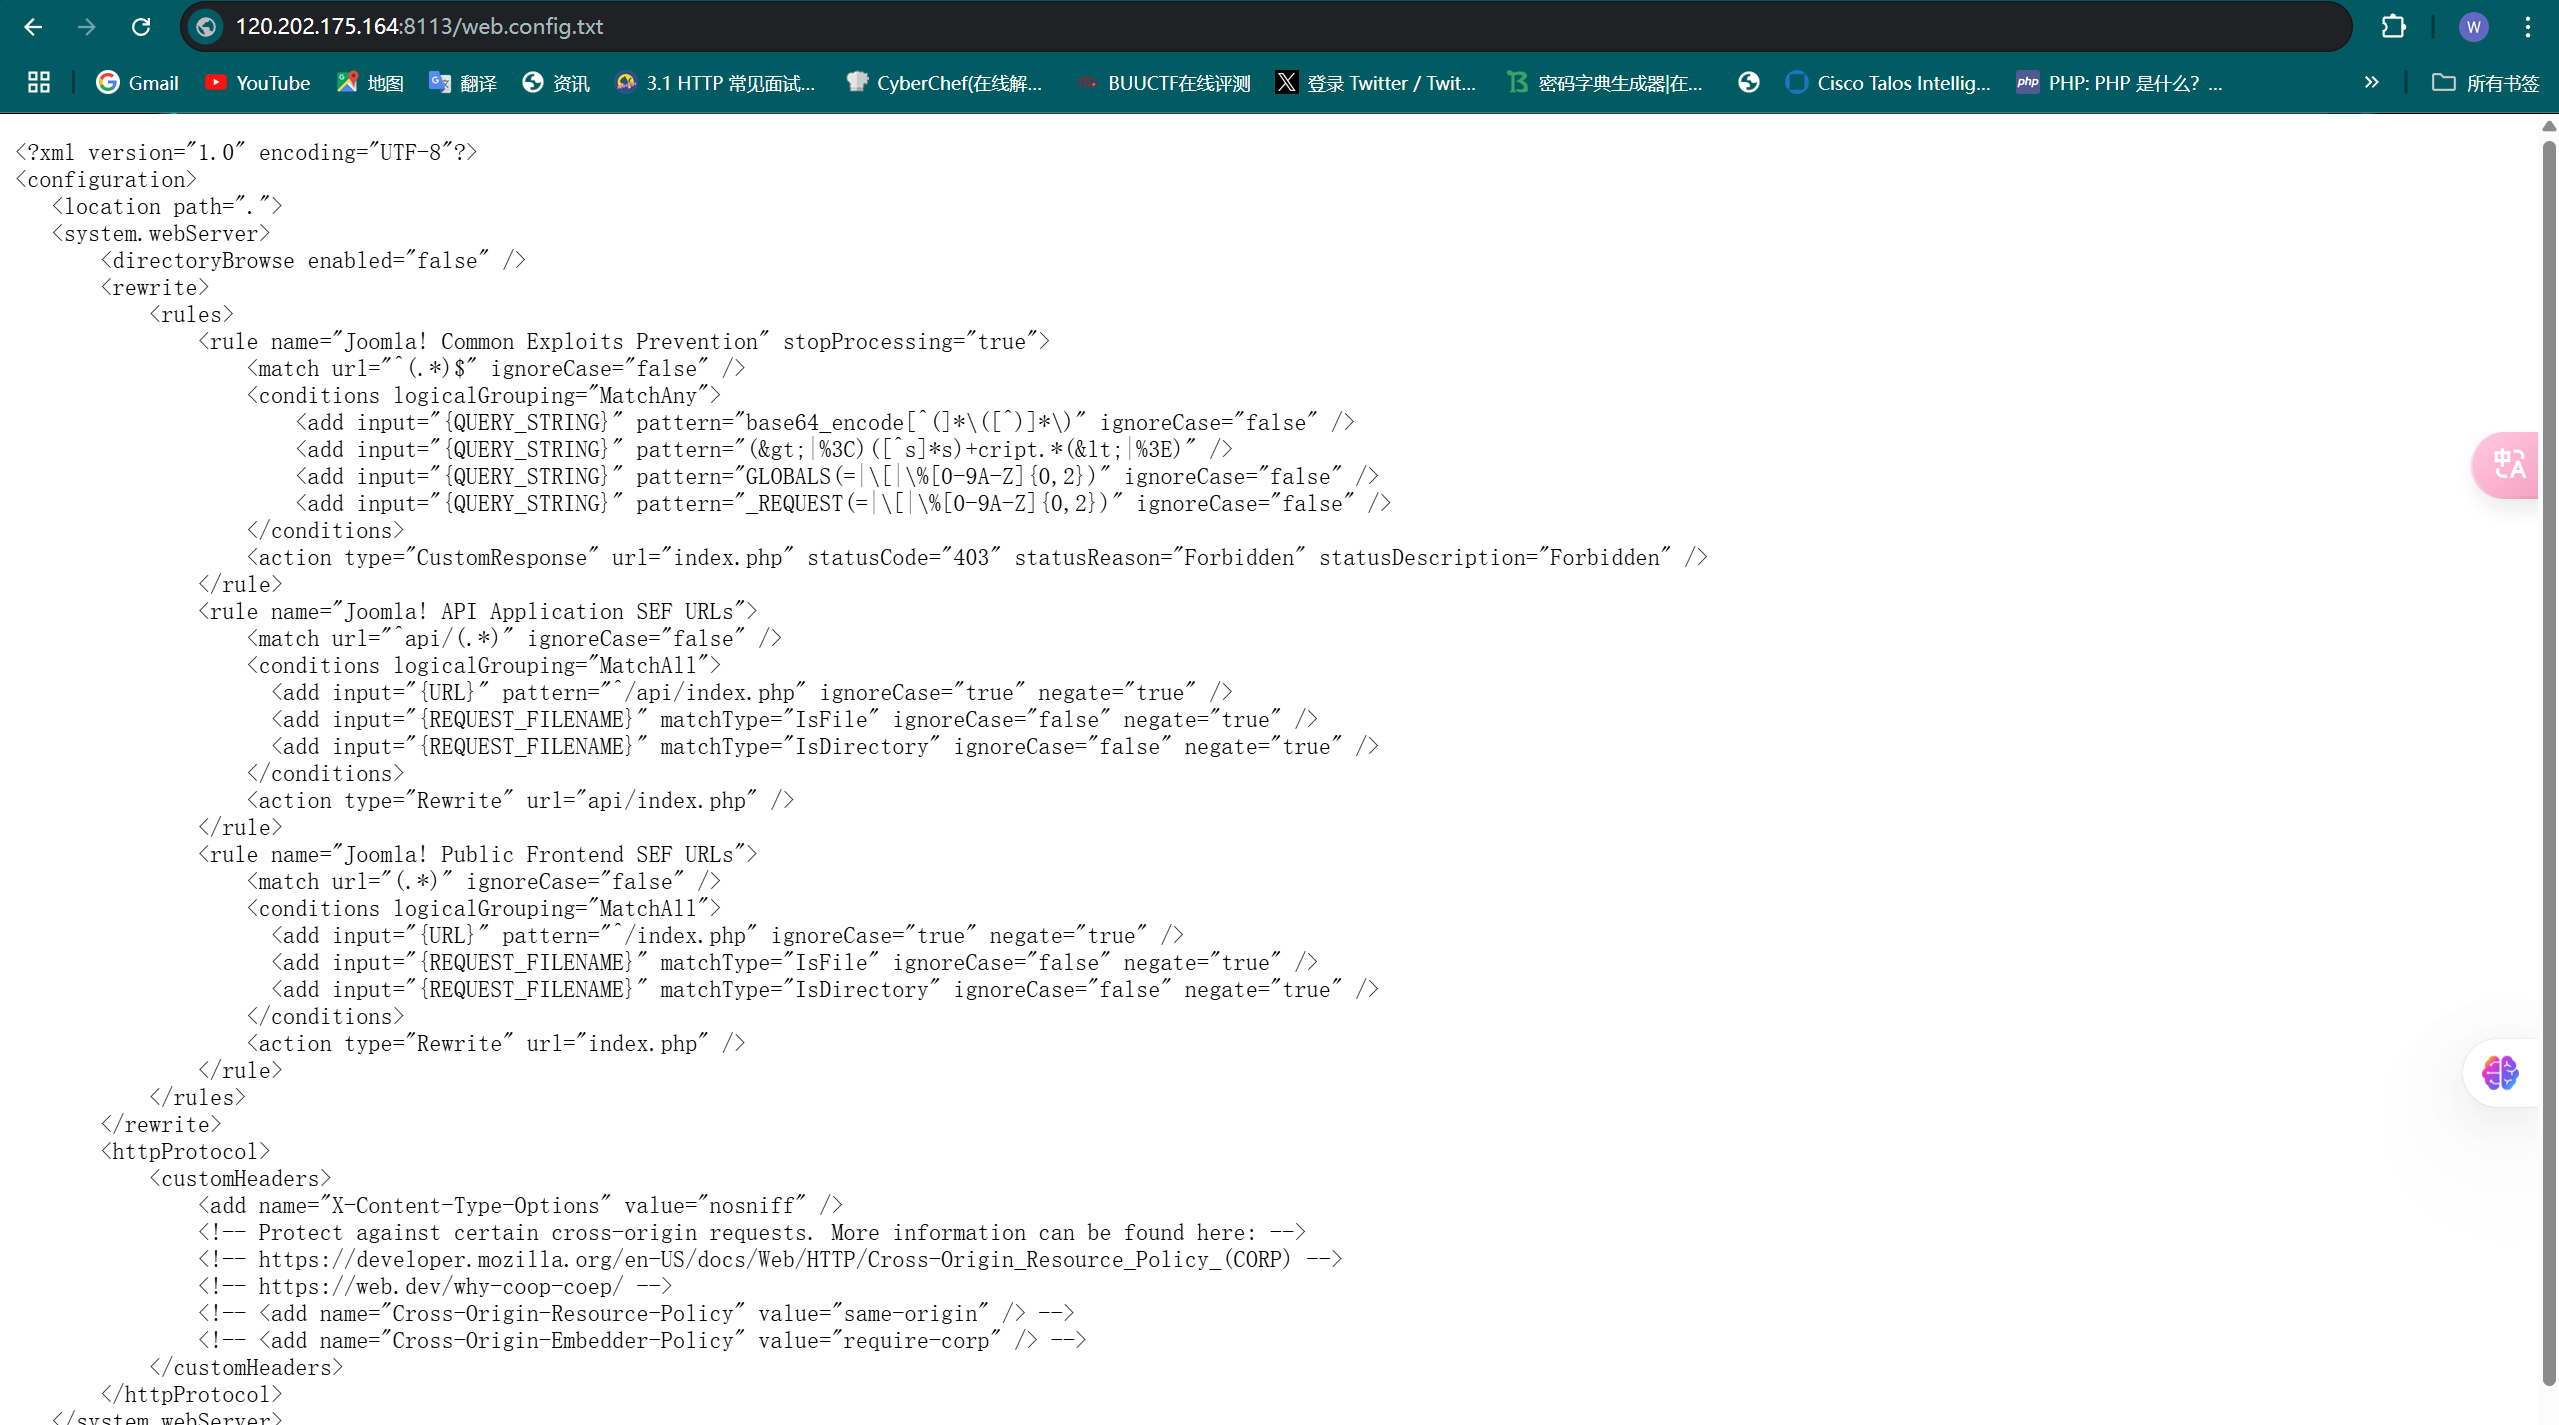 120.202.175.164:8113/web.config.txt
W
Gmail YouTube 地图 翻译 资讯 3.1 HTTP 常见面试... CyberChef(在线解... BUUCTF在线评测 登录 Twitter / Twit... 密码字典生成器|在... Cisco Talos Intellig... php PHP: PHP 是什么? ... 所有书签
<?xml version="1.0" encoding="UTF-8"?>
<configuration>
<location path=".">
<system.webServer>
<directoryBrowse enabled="false" />
<rewrite>
<rules>
<rule name="Joomla! Common Exploits Prevention" stopProcessing="true">
<match url="^(.*)$" ignoreCase="false" />
<conditions logicalGrouping="MatchAny">
<add input="{QUERY_STRING}" pattern="base64_encode[^(]*\([^)]*\)" ignoreCase="false" />
<add input="{QUERY_STRING}" pattern="(&gt;|%3C)([^s]*s)+cript.*(&lt;|%3E)" />
<add input="{QUERY_STRING}" pattern="GLOBALS(=|\[|\%[0-9A-Z]{0,2})" ignoreCase="false" />
<add input="{QUERY_STRING}" pattern="_REQUEST(=|\[|\%[0-9A-Z]{0,2})" ignoreCase="false" />
</conditions>
<action type="CustomResponse" url="index.php" statusCode="403" statusReason="Forbidden" statusDescription="Forbidden" />
</rule>
<rule name="Joomla! API Application SEF URLs">
<match url="^api/(.*)" ignoreCase="false" />
<conditions logicalGrouping="MatchAll">
<add input="{URL}" pattern="^/api/index.php" ignoreCase="true" negate="true" />
<add input="{REQUEST_FILENAME}" matchType="IsFile" ignoreCase="false" negate="true" />
<add input="{REQUEST_FILENAME}" matchType="IsDirectory" ignoreCase="false" negate="true" />
</conditions>
<action type="Rewrite" url="api/index.php" />
</rule>
<rule name="Joomla! Public Frontend SEF URLs">
<match url="(.*)" ignoreCase="false" />
<conditions logicalGrouping="MatchAll">
<add input="{URL}" pattern="^/index.php" ignoreCase="true" negate="true" />
<add input="{REQUEST_FILENAME}" matchType="IsFile" ignoreCase="false" negate="true" />
<add input="{REQUEST_FILENAME}" matchType="IsDirectory" ignoreCase="false" negate="true" />
</conditions>
<action type="Rewrite" url="index.php" />
</rule>
</rules>
</rewrite>
<httpProtocol>
<customHeaders>
<add name="X-Content-Type-Options" value="nosniff" />
<!-- Protect against certain cross-origin requests. More information can be found here: -->
<!-- https://developer.mozilla.org/en-US/docs/Web/HTTP/Cross-Origin_Resource_Policy_(CORP) -->
<!-- https://web.dev/why-coop-coep/ -->
<!-- <add name="Cross-Origin-Resource-Policy" value="same-origin" /> -->
<!-- <add name="Cross-Origin-Embedder-Policy" value="require-corp" /> -->
</customHeaders>
</httpProtocol>
</system.webServer>